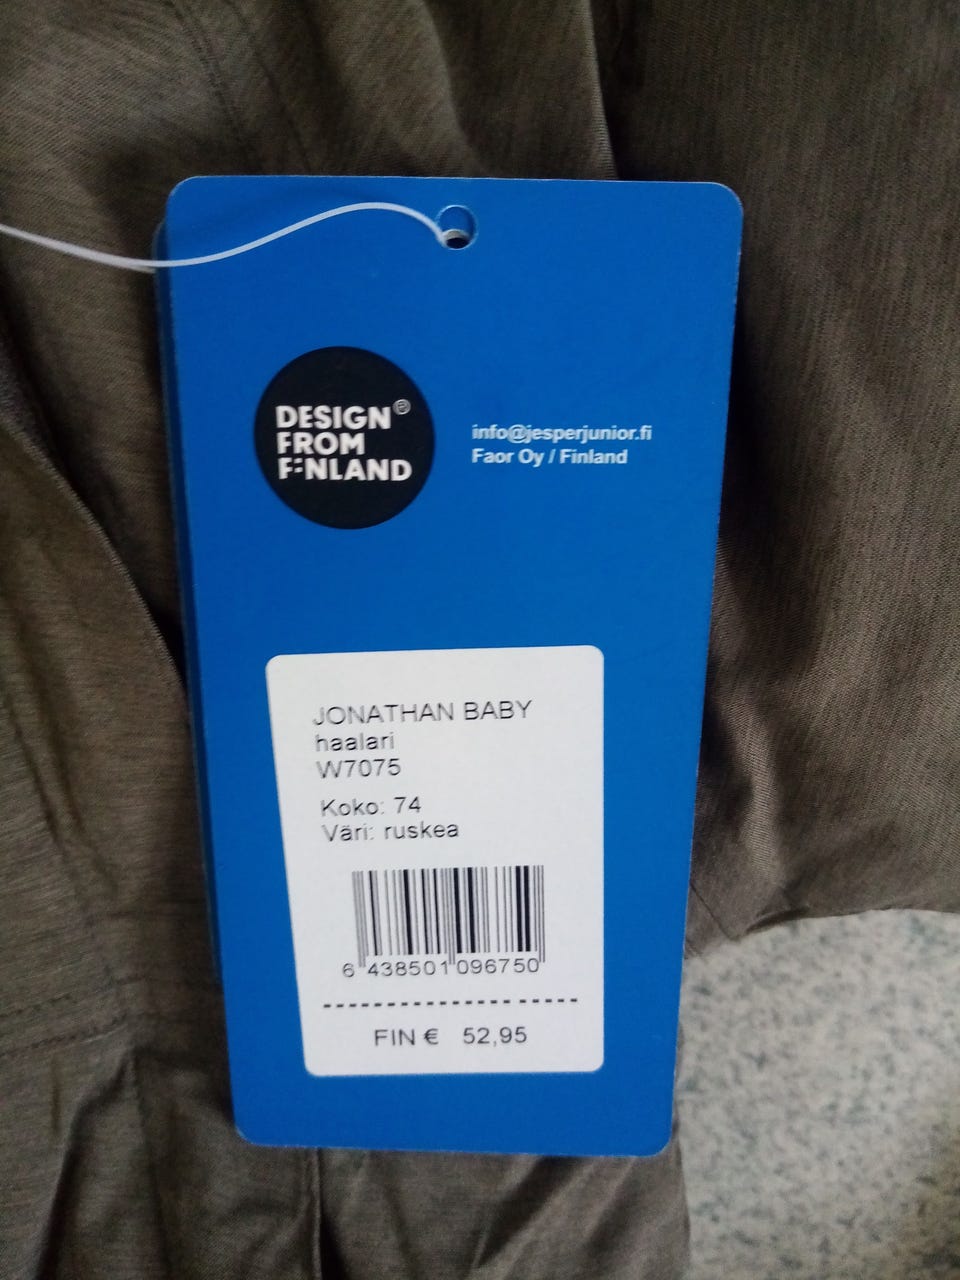 DESIGN®
FROM
FINLAND
info@jesperjunior.fi
Faor Oy / Finland
JONATHAN BABY
haalari
W7075
Koko: 74
Väri: ruskea
6 438501 096750
FIN € 52,95